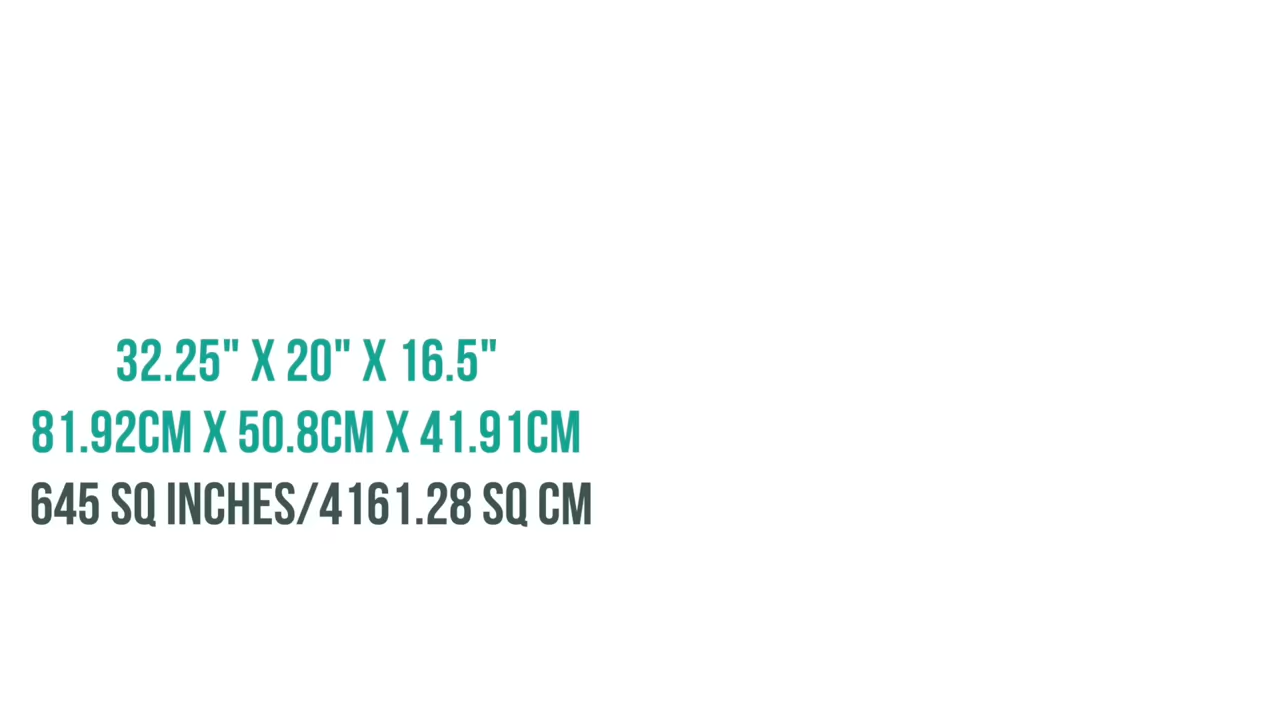 32.25" X 20" X 16.5"
81.92CM X 50.8CM X 41.91CM
645 SQ INCHES/4161.28 SQ CM